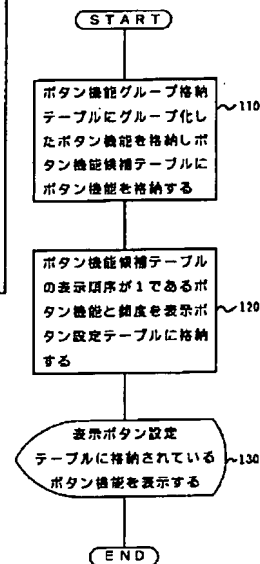 START
ボタン機能グループ格納
テーブルにグループ化し
たボタン機能を格納しボ
タン機能候補テーブルに
ボタン機能を格納する
110
ボタン機能候補テーブル
の表示順序が1であるボ
タン機能と頻度を表示ボ
タン設定テーブルに格納
する
120
表示ボタン設定
テーブルに格納されている
ボタン機能を表示する
130
END